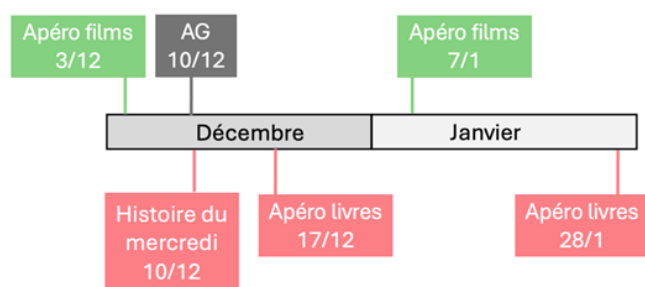 Apéro films
3/12
AG
10/12
Apéro films
7/1
Décembre
Janvier
Histoire du
mercredi
10/12
Apéro livres
17/12
Apéro livres
28/1